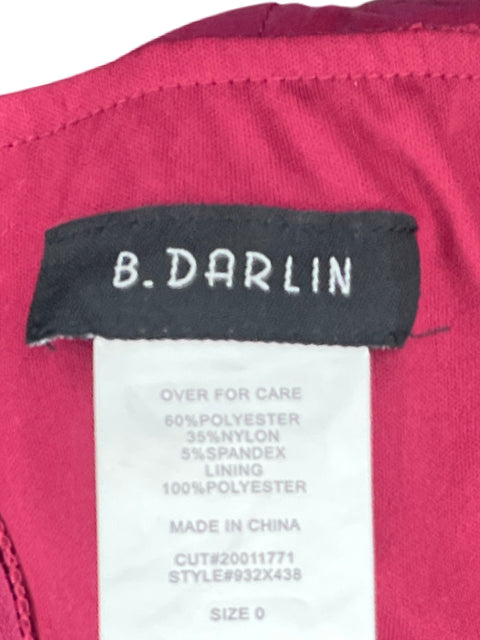 B. DARLIN
OVER FOR CARE
60%POLYESTER
35%NYLON
5%SPANDEX
LINING
100%POLYESTER
MADE IN CHINA
CUT#20011771
STYLE#932X438
SIZE 0